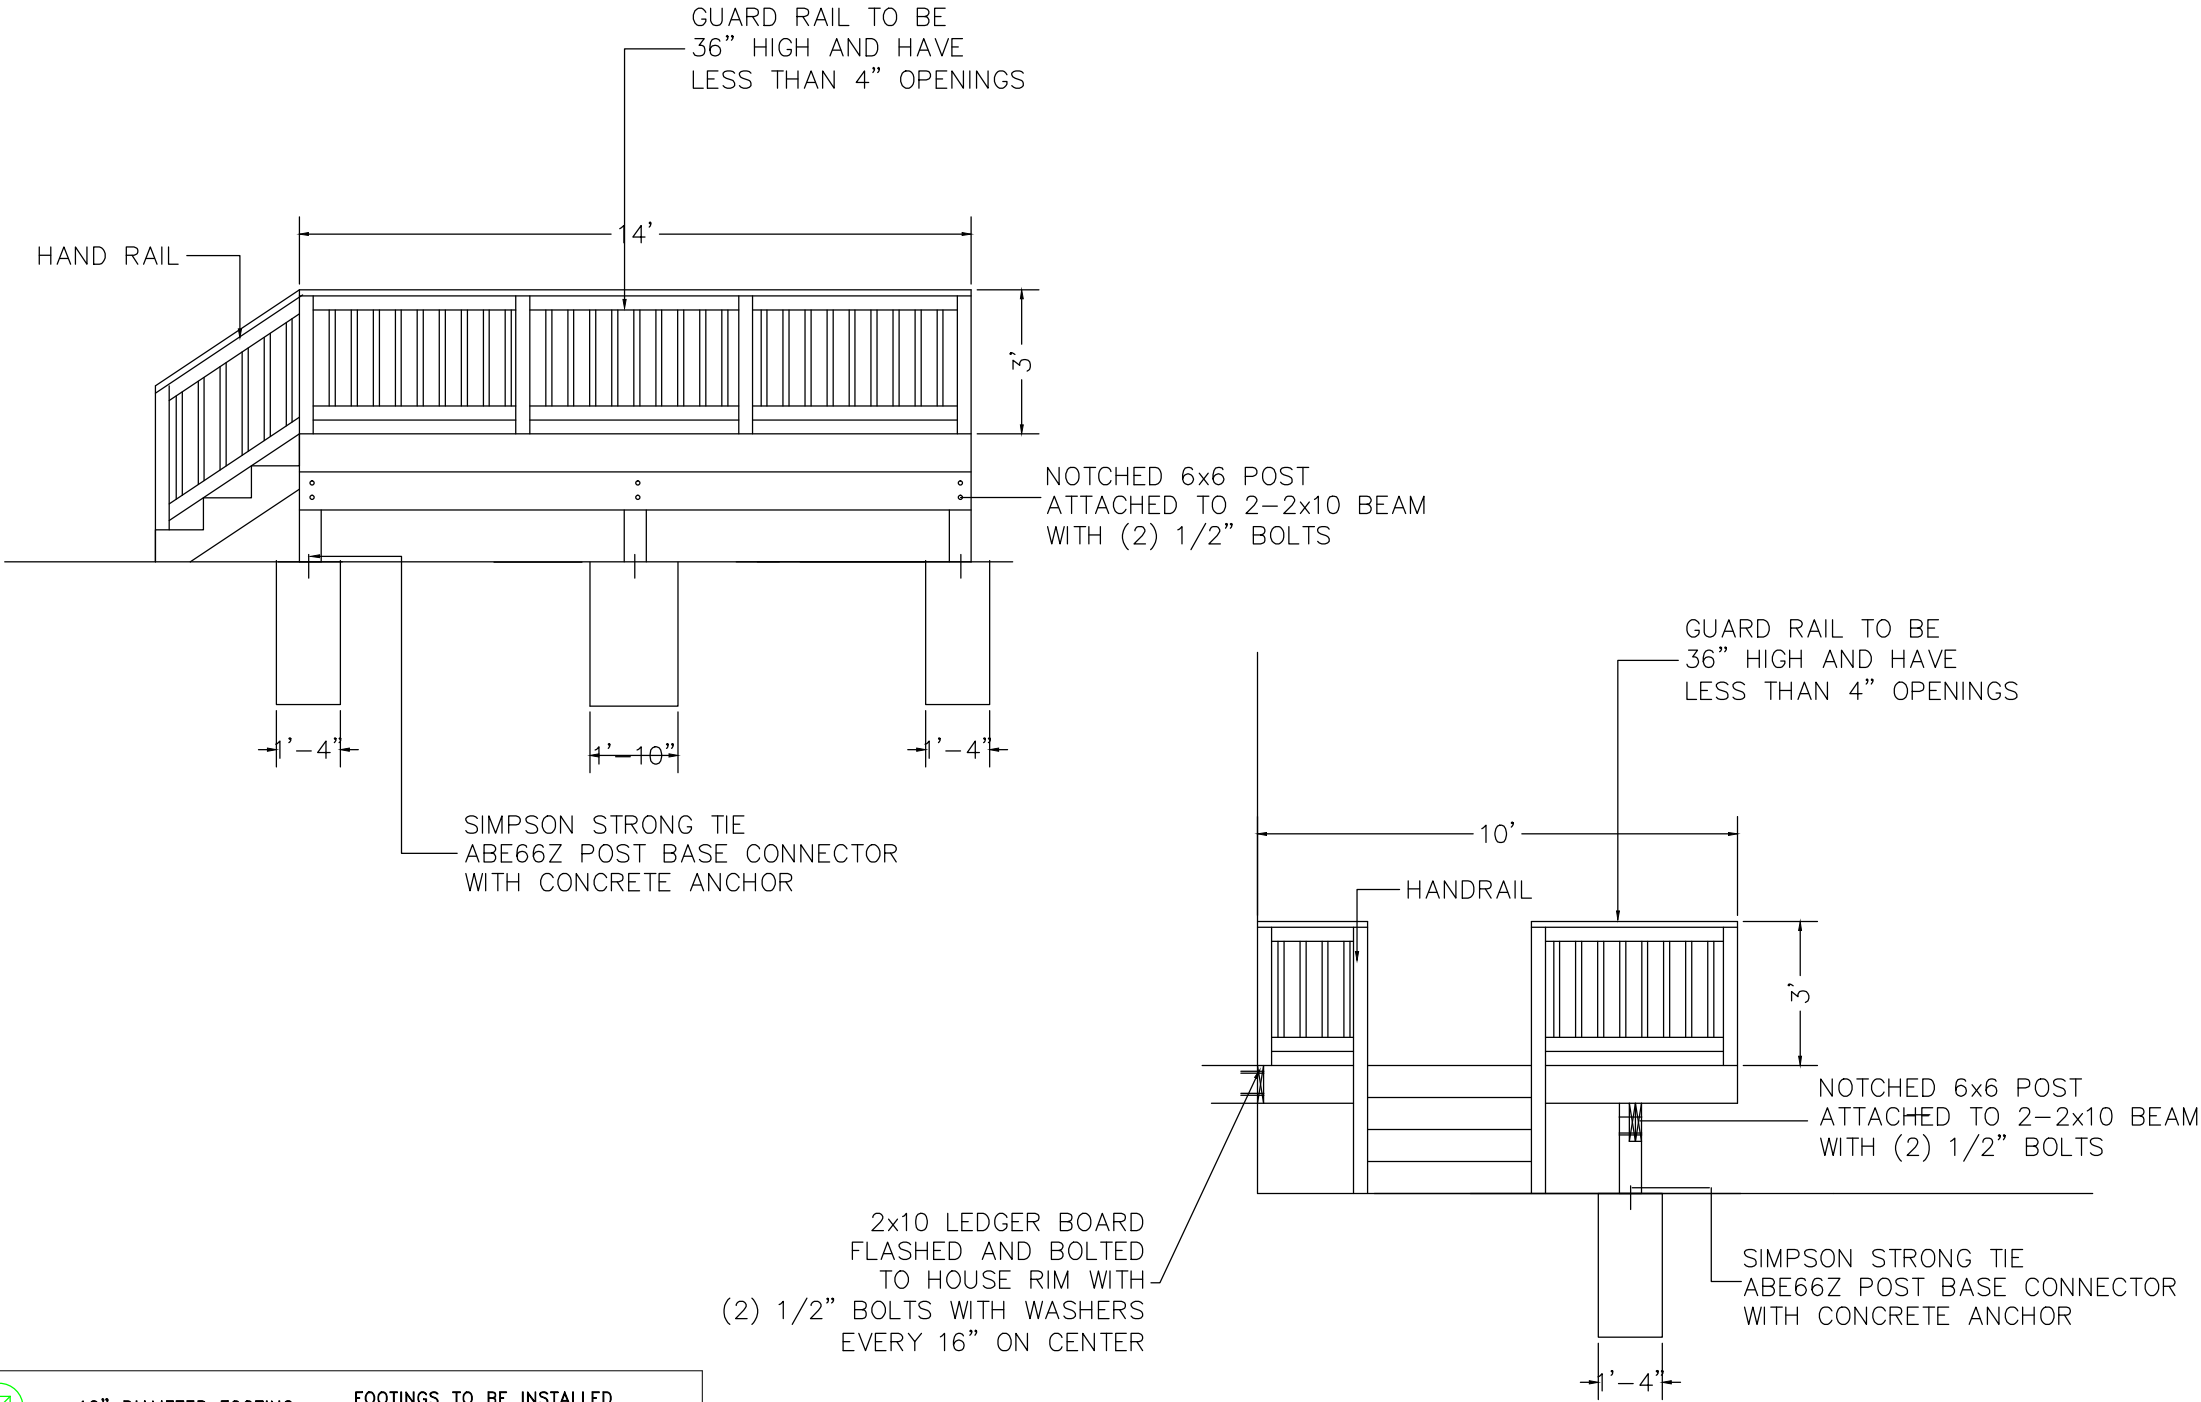 GUARD RAIL TO BE
36" HIGH AND HAVE
LESS THAN 4" OPENINGS
14'
HAND RAIL
3'
NOTCHED 6x6 POST
ATTACHED TO 2-2x10 BEAM
WITH (2) 1/2" BOLTS
1'-4"
1'-10"
1'-4"
SIMPSON STRONG TIE
ABE66Z POST BASE CONNECTOR
WITH CONCRETE ANCHOR
GUARD RAIL TO BE
36" HIGH AND HAVE
LESS THAN 4" OPENINGS
10'
HANDRAIL
3'
NOTCHED 6x6 POST
ATTACHED TO 2-2x10 BEAM
WITH (2) 1/2" BOLTS
2x10 LEDGER BOARD
FLASHED AND BOLTED
TO HOUSE RIM WITH
(2) 1/2" BOLTS WITH WASHERS
EVERY 16" ON CENTER
SIMPSON STRONG TIE
ABE66Z POST BASE CONNECTOR
WITH CONCRETE ANCHOR
1'-4"
FOOTINGS TO BE INSTALLED